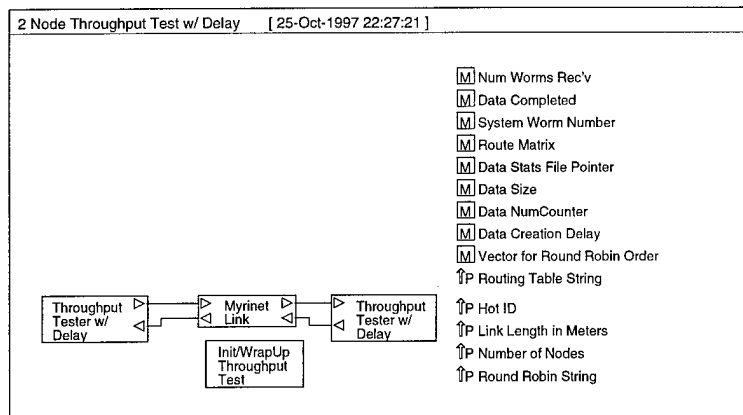 2 Node Throughput Test w/ Delay [ 25-Oct-1997 22:27:21 ]
M Num Worms Rec'v
M Data Completed
M System Worm Number
M Route Matrix
M Data Stats File Pointer
M Data Size
M Data NumCounter
M Data Creation Delay
M Vector for Round Robin Order
⇑P Routing Table String
⇑P Hot ID
⇑P Link Length in Meters
⇑P Number of Nodes
⇑P Round Robin String
Throughput
Tester w/
Delay
Myrinet
Link
Throughput
Tester w/
Delay
Init/WrapUp
Throughput
Test